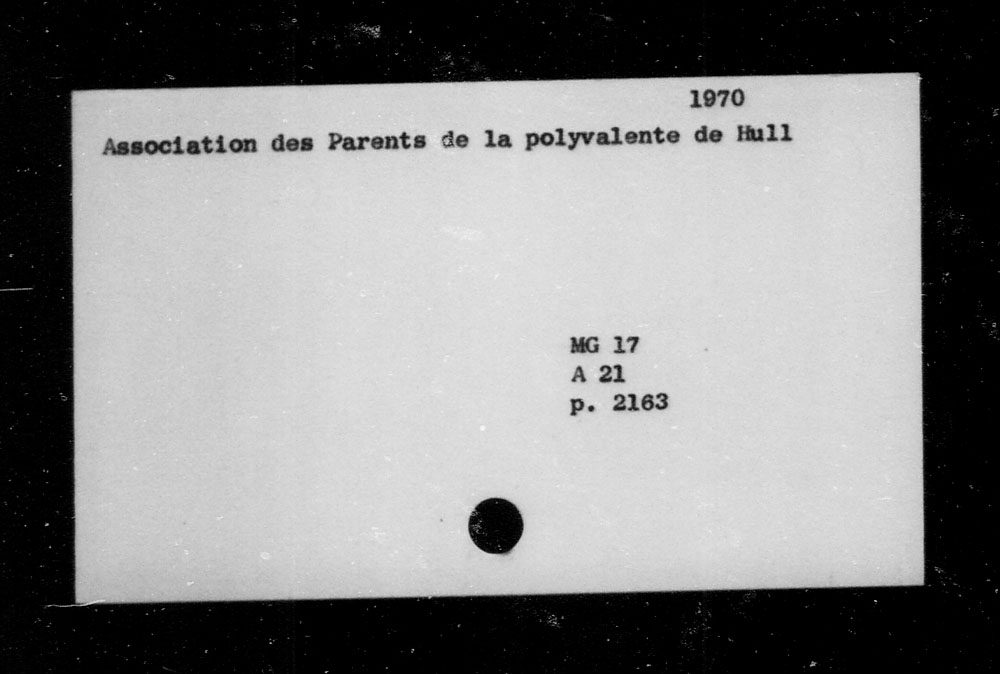 1970
Association des Parents de la polyvalente de Hull
MG 17
A 21
p. 2163